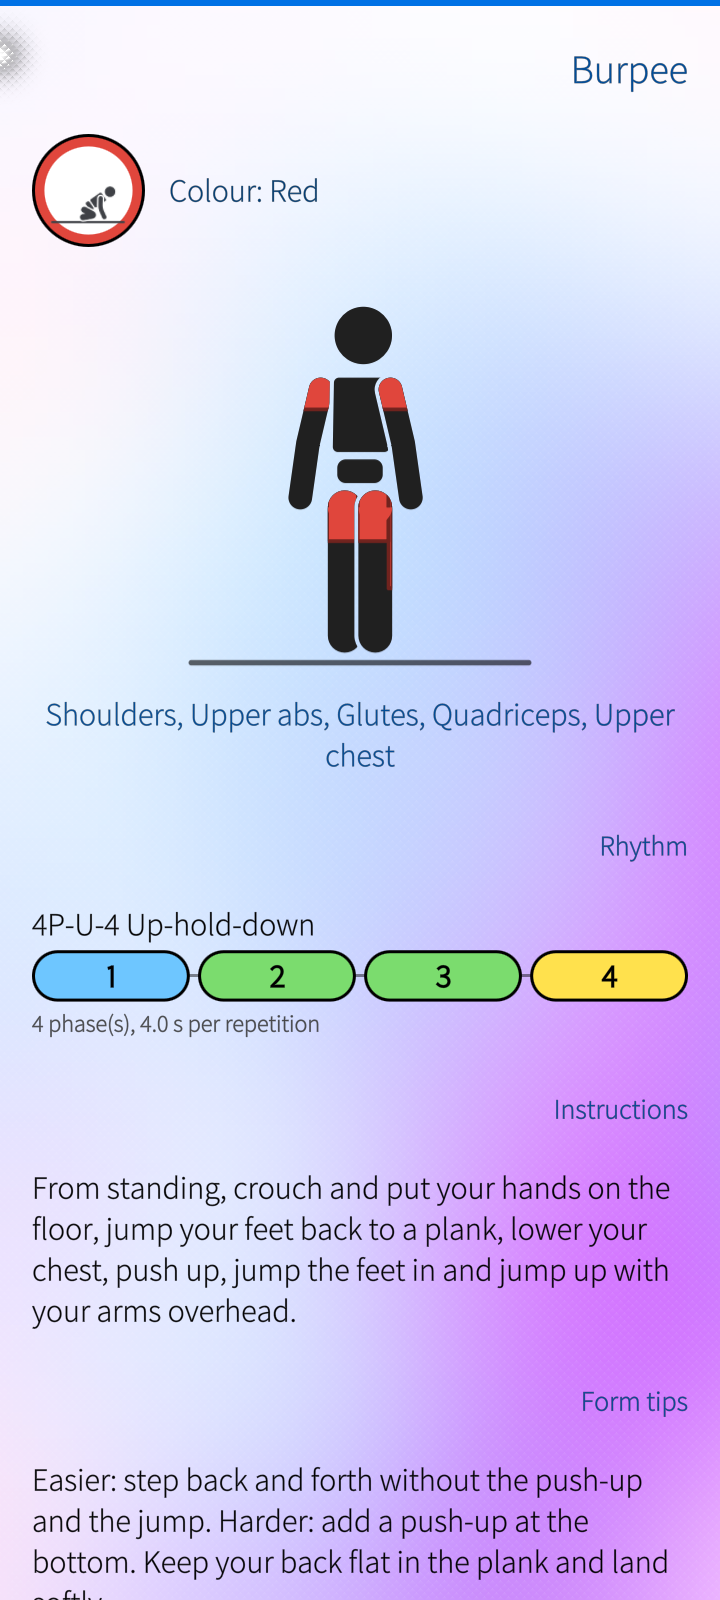 Burpee
Colour: Red
Shoulders, Upper abs, Glutes, Quadriceps, Upper
chest
Rhythm
4P-U-4 Up-hold-down
1 2 3 4
4 phase(s), 4.0 s per repetition
Instructions
From standing, crouch and put your hands on the
floor, jump your feet back to a plank, lower your
chest, push up, jump the feet in and jump up with
your arms overhead.
Form tips
Easier: step back and forth without the push-up
and the jump. Harder: add a push-up at the
bottom. Keep your back flat in the plank and land